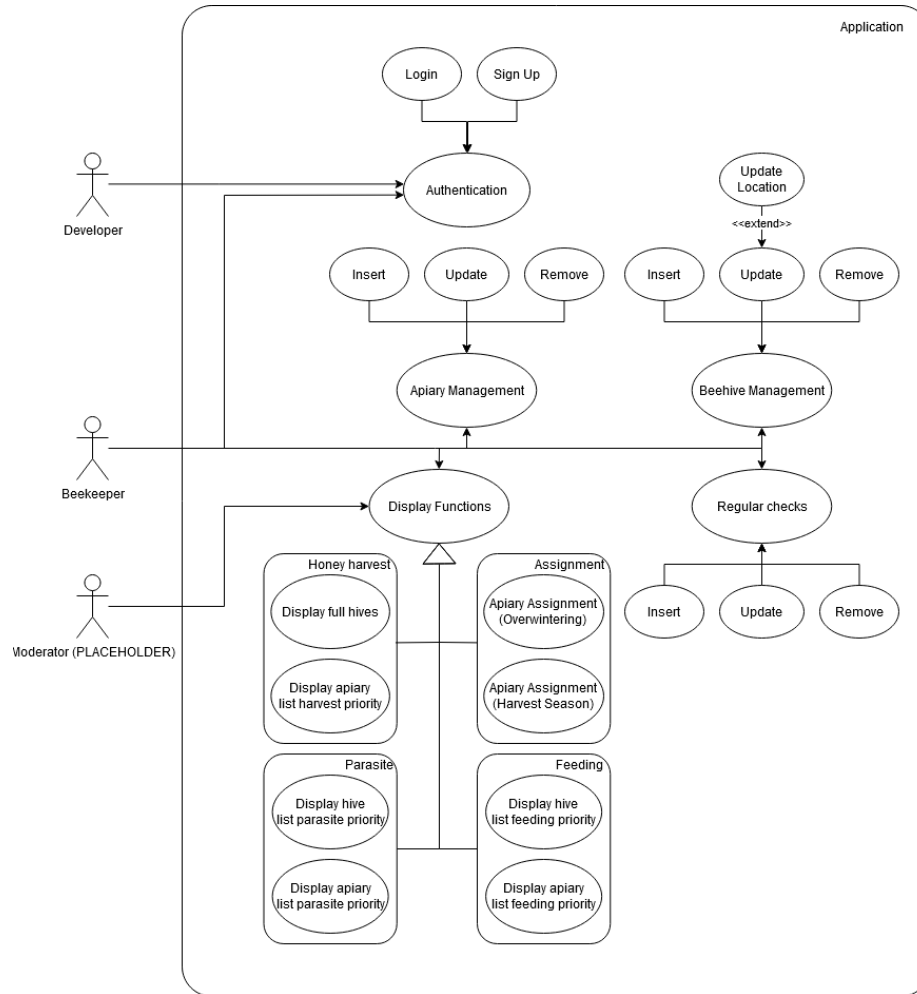 Application
Login
Sign Up
Authentication
Update
Location
Developer
<<extend>>
Insert
Update
Remove
Insert
Update
Remove
Apiary Management
Beehive Management
Beekeeper
Display Functions
Regular checks
Honey harvest
Assignment
Display full hives
Apiary Assignment
(Overwintering)
Insert
Update
Remove
Moderator (PLACEHOLDER)
Display apiary
list harvest priority
Apiary Assignment
(Harvest Season)
Parasite
Feeding
Display hive
list parasite priority
Display hive
list feeding priority
Display apiary
list parasite priority
Display apiary
list feeding priority